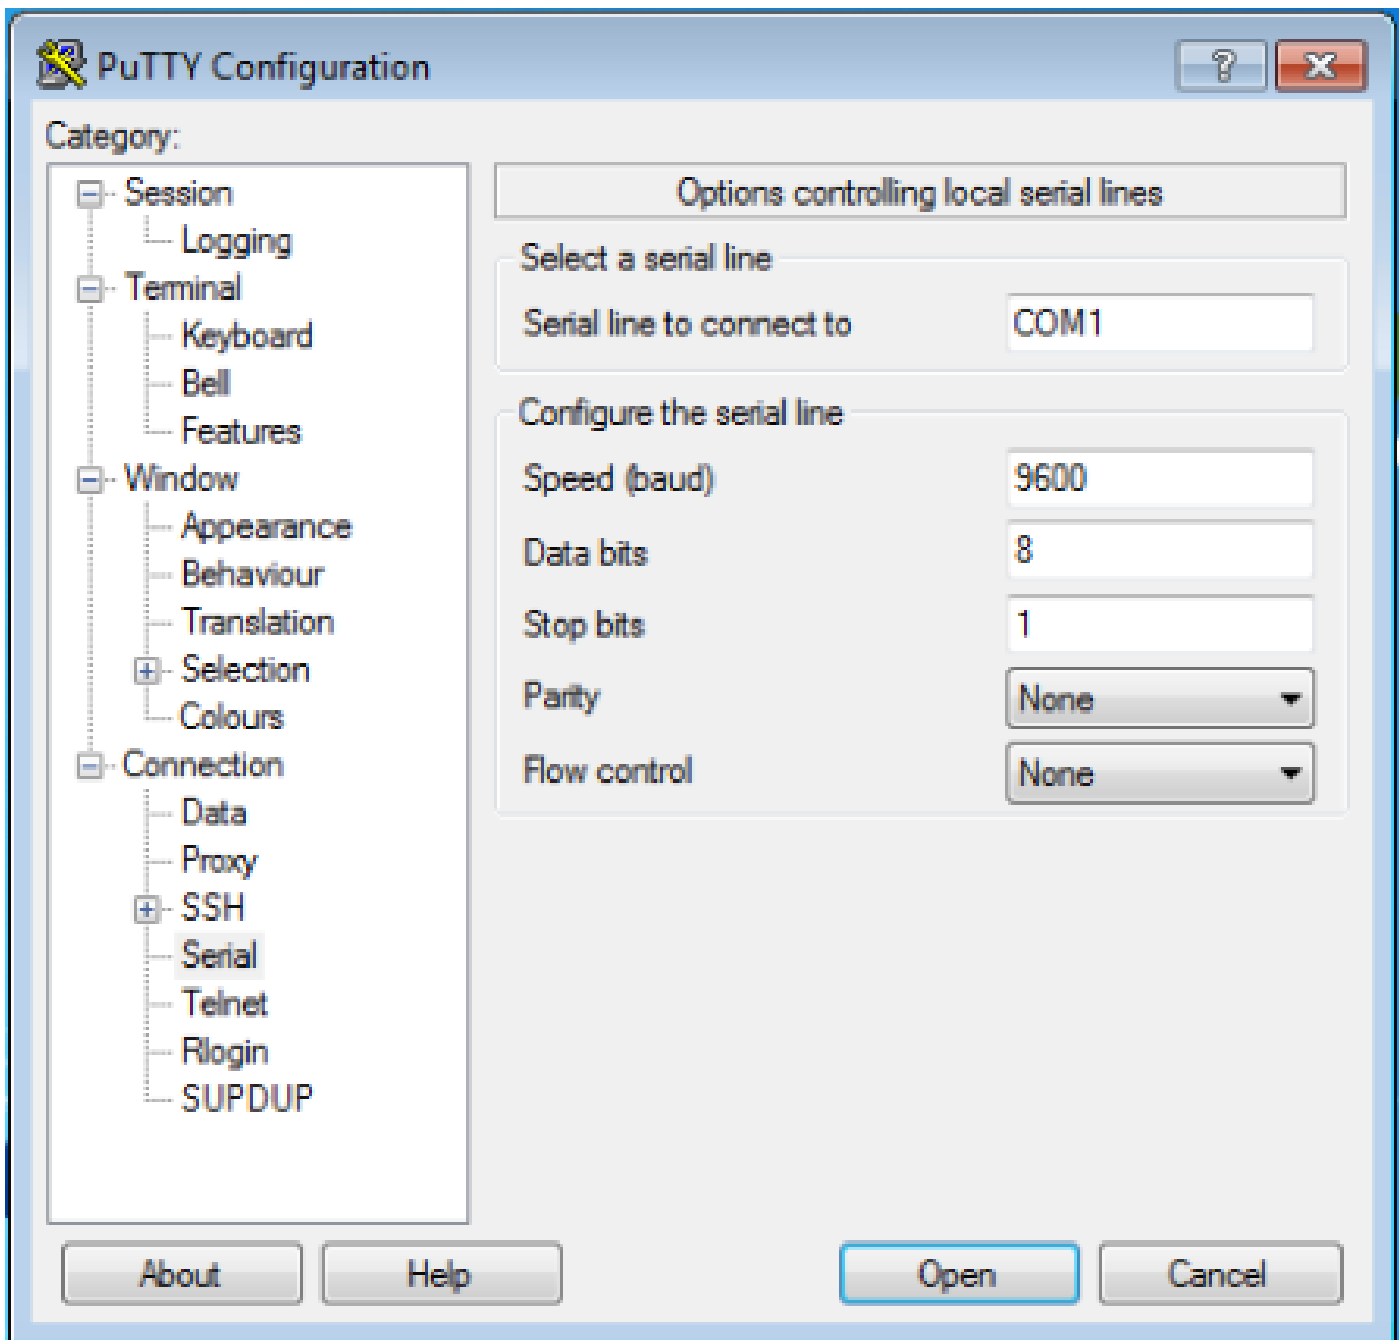 PuTTY Configuration
Category:
Session
Logging
Terminal
Keyboard
Bell
Features
Window
Appearance
Behaviour
Translation
Selection
Colours
Connection
Data
Proxy
SSH
Serial
Telnet
Rlogin
SUPDUP
Options controlling local serial lines
Select a serial line
Serial line to connect to COM1
Configure the serial line
Speed (baud) 9600
Data bits 8
Stop bits 1
Parity None
Flow control None
About Help Open Cancel